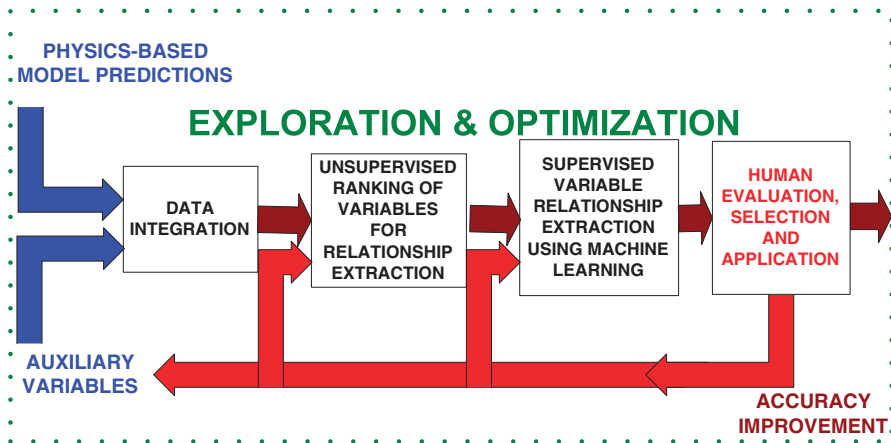 PHYSICS-BASED
MODEL PREDICTIONS
EXPLORATION & OPTIMIZATION
DATA
INTEGRATION
UNSUPERVISED
RANKING OF
VARIABLES
FOR
RELATIONSHIP
EXTRACTION
SUPERVISED
VARIABLE
RELATIONSHIP
EXTRACTION
USING MACHINE
LEARNING
HUMAN
EVALUATION,
SELECTION
AND
APPLICATION
AUXILIARY
VARIABLES
ACCURACY
IMPROVEMENT